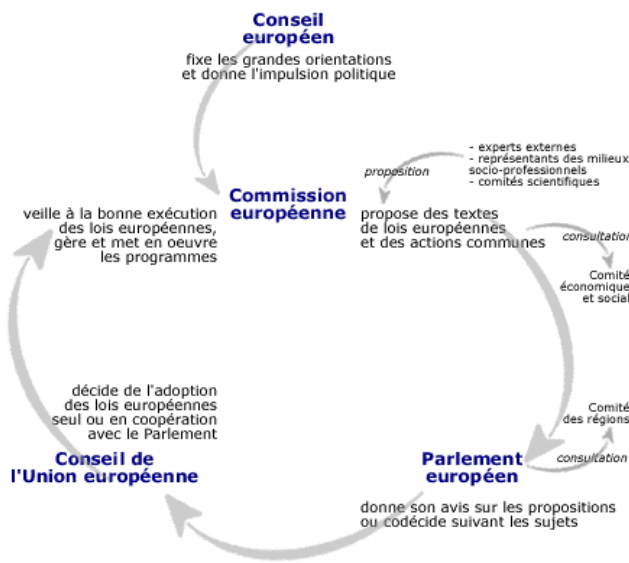 Conseil
européen
fixe les grandes orientations
et donne l'impulsion politique
- experts externes
- représentants des milieux
socio-professionnels
- comités scientifiques
proposition
Commission
européenne
veille à la bonne exécution
des lois européennes,
gère et met en oeuvre
les programmes
propose des textes
de lois européennes
et des actions communes
consultation
Comité
économique
et social
décide de l'adoption
des lois européennes
seul ou en coopération
avec le Parlement
Conseil de
l'Union européenne
Comité
des régions
consultation
Parlement
européen
donne son avis sur les propositions
ou codécide suivant les sujets